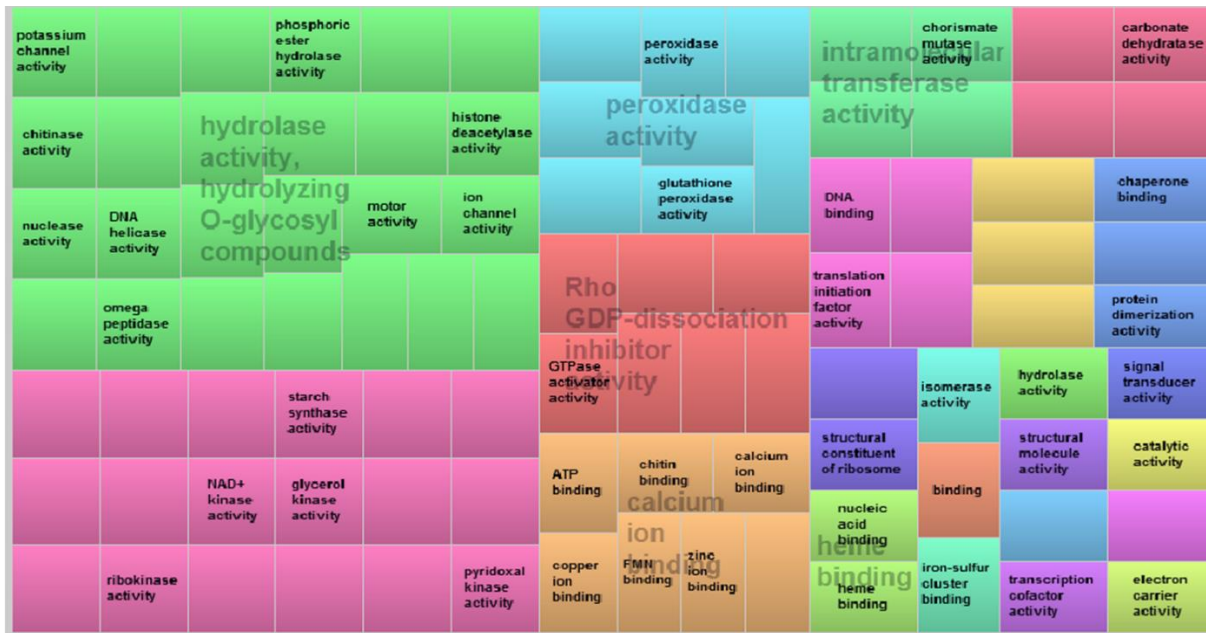 potassium
channel
activity
phosphoric
ester
hydrolase
activity
chitinase
activity
histone
deacetylase
activity
hydrolase
activity,
hydrolyzing
O-glycosyl
compounds
nuclease
activity
DNA
helicase
activity
motor
activity
ion
channel
activity
omega
peptidase
activity
starch
synthase
activity
NAD+
kinase
activity
glycerol
kinase
activity
ribokinase
activity
pyridoxal
kinase
activity
peroxidase
activity
peroxidase
activity
glutathione
peroxidase
activity
Rho
GDP-dissociation
inhibitor
activity
GTPase
activator
activity
ATP
binding
chitin
binding
calcium
ion
binding
calcium
ion
binding
copper
ion
binding
FMN
binding
zinc
ion
binding
chorismate
mutase
activity
intramolecular
transferase
activity
carbonate
dehydratase
activity
DNA
binding
translation
initiation
factor
activity
chaperone
binding
protein
dimerization
activity
isomerase
activity
hydrolase
activity
signal
transducer
activity
structural
constituent
of ribosome
binding
structural
molecule
activity
catalytic
activity
nucleic
acid
binding
heme
binding
heme
binding
iron-sulfur
cluster
binding
transcription
cofactor
activity
electron
carrier
activity